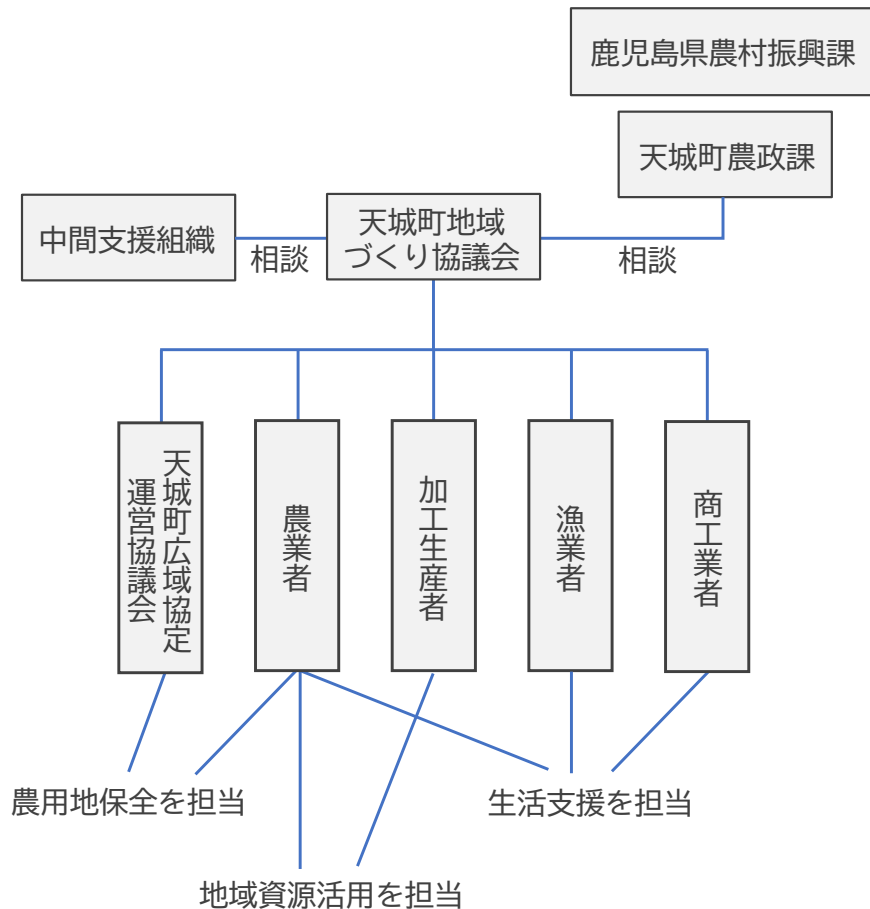 鹿児島県農村振興課
天城町農政課
中間支援組織
天城町地域
づくり協議会
相談
相談
天城町広域協定
運営協議会
農業者
加工生産者
漁業者
商工業者
農用地保全を担当
生活支援を担当
地域資源活用を担当